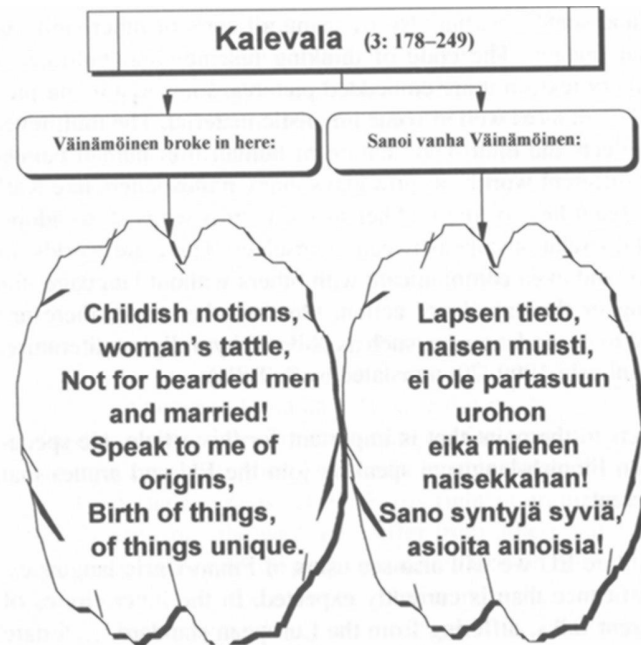 Kalevala (3: 178–249)
Väinämöinen broke in here:
Sanoi vanha Väinämöinen:
Childish notions,
woman's tattle,
Not for bearded men
and married!
Speak to me of
origins,
Birth of things,
of things unique.
Lapsen tieto,
naisen muisti,
ei ole partasuun
urohon
eikä miehen
naisekkahan!
Sano syntyjä syviä,
asioita ainoisia!